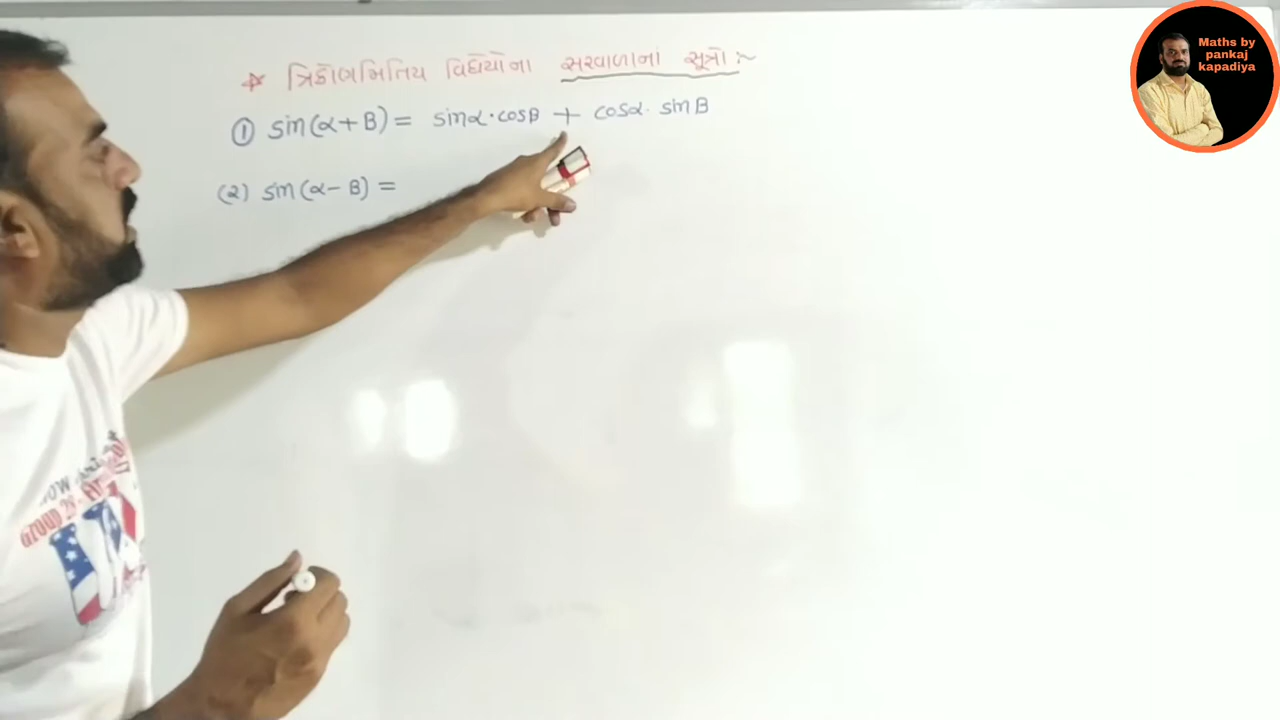 * ત્રિકોણમિતિય વિધેયોના સરવાળાનાં સૂત્રો :~
① sin(α+B) = sinα·cosB + cosα· sinB
(2) sin(α-B) =
Maths by
pankaj
kapadiya